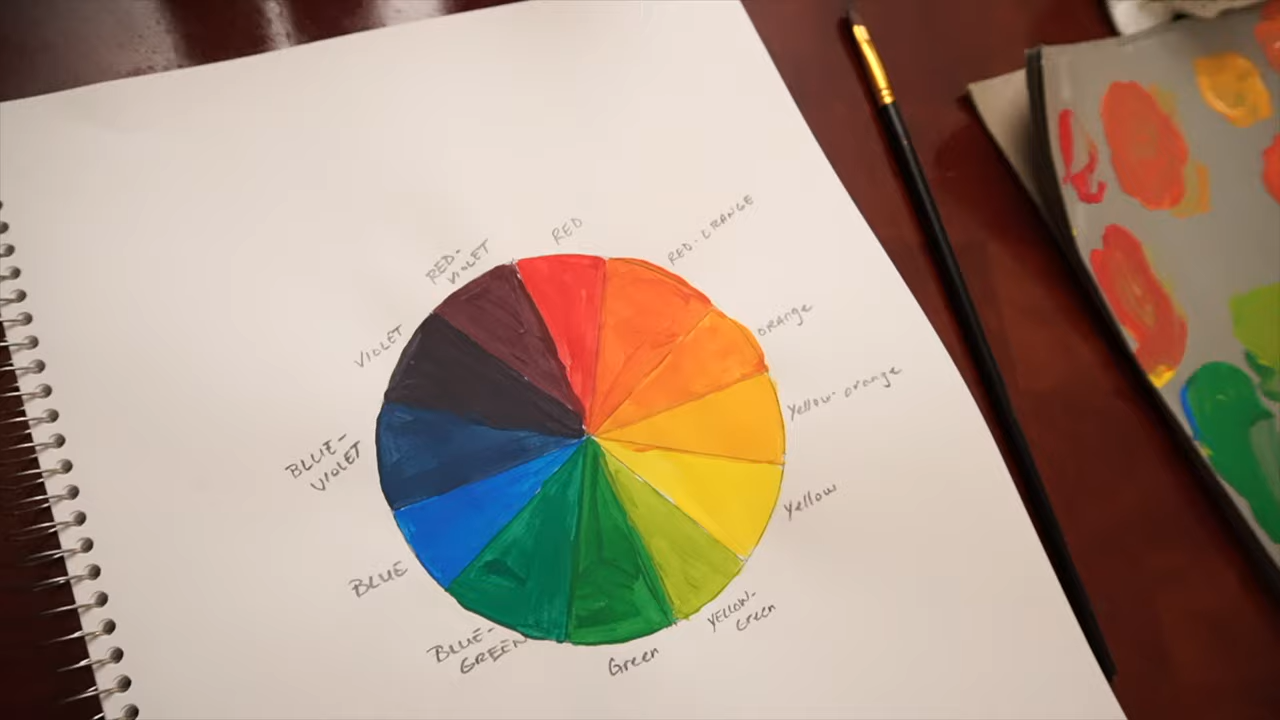 RED
RED-ORANGE
ORANGE
Yellow-orange
Yellow
YELLOW-
Green
Green
BLUE-
GREEN
BLUE
BLUE-
VIOLET
VIOLET
RED-
VIOLET